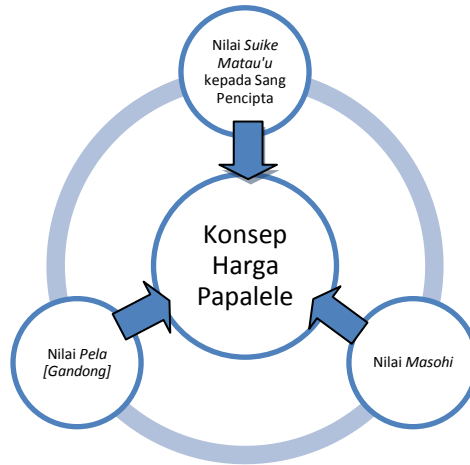 Nilai Suike
Matau'u
kepada Sang
Pencipta
Konsep
Harga
Papalele
Nilai Pela
[Gandong]
Nilai Masohi